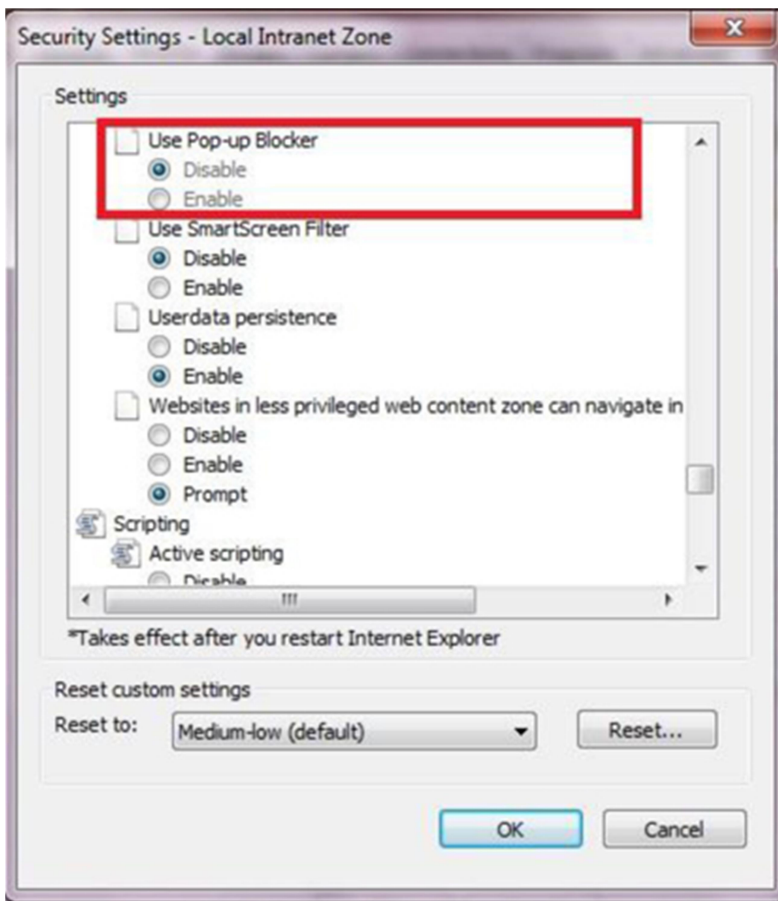 Security Settings - Local Intranet Zone
Settings
Use Pop-up Blocker
Disable
Enable
Use SmartScreen Filter
Disable
Enable
Userdata persistence
Disable
Enable
Websites in less privileged web content zone can navigate in
Disable
Enable
Prompt
Scripting
Active scripting
Disable
*Takes effect after you restart Internet Explorer
Reset custom settings
Reset to: Medium-low (default) Reset...
OK Cancel